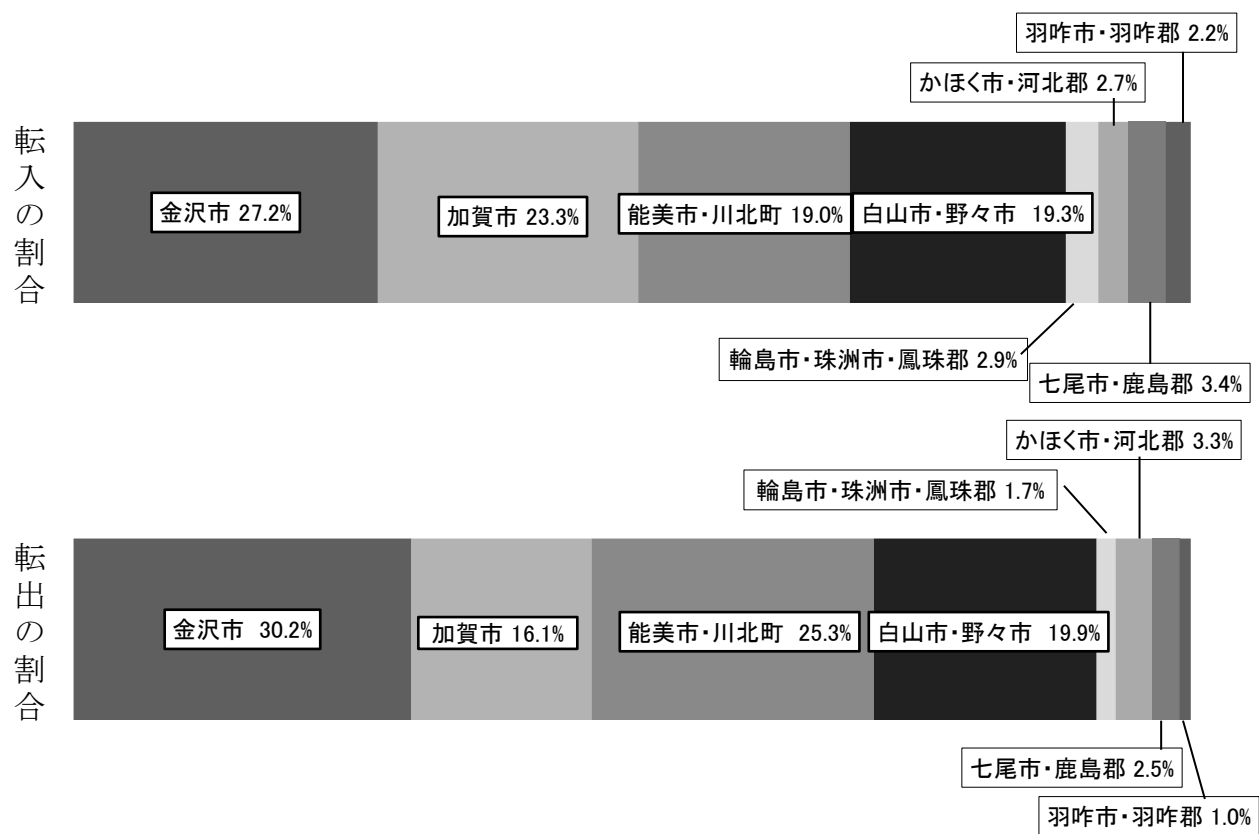 羽咋市・羽咋郡 2.2%
かほく市・河北郡 2.7%
転入の割合
金沢市 27.2%
加賀市 23.3%
能美市・川北町 19.0%
白山市・野々市 19.3%
輪島市・珠洲市・鳳珠郡 2.9%
七尾市・鹿島郡 3.4%
かほく市・河北郡 3.3%
輪島市・珠洲市・鳳珠郡 1.7%
転出の割合
金沢市 30.2%
加賀市 16.1%
能美市・川北町 25.3%
白山市・野々市 19.9%
七尾市・鹿島郡 2.5%
羽咋市・羽咋郡 1.0%